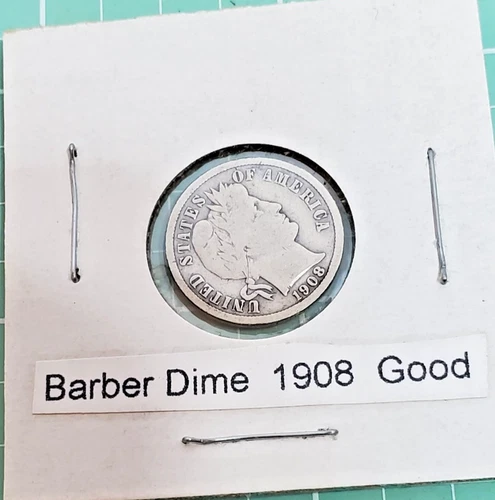 UNITED STATES OF AMERICA
1908
Barber Dime 1908 Good